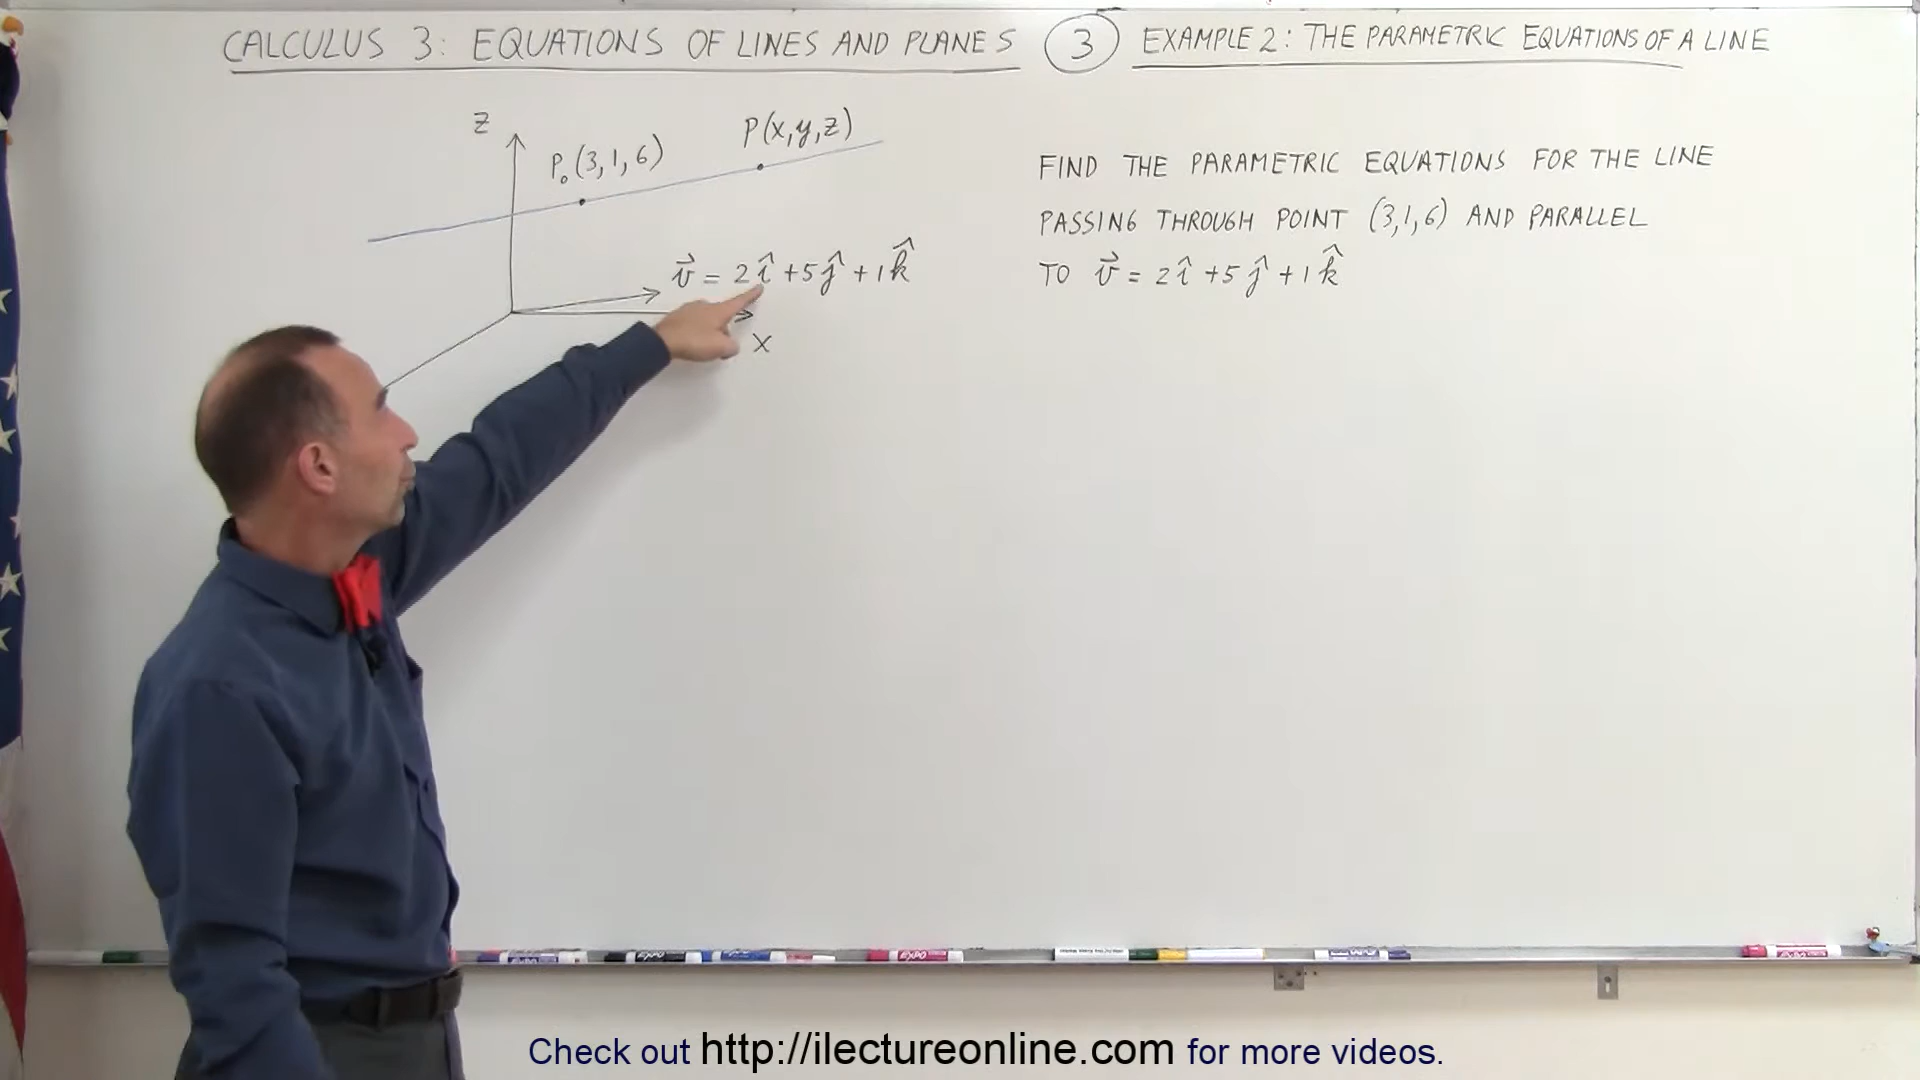 CALCULUS 3: EQUATIONS OF LINES AND PLANES ③ EXAMPLE 2: THE PARAMETRIC EQUATIONS OF A LINE
Z
P₀(3,1,6)
P(x,y,z)
v⃗ = 2î + 5ĵ + 1k̂
X
FIND THE PARAMETRIC EQUATIONS FOR THE LINE
PASSING THROUGH POINT (3,1,6) AND PARALLEL
TO v⃗ = 2î + 5ĵ + 1k̂
Check out http://ilectureonline.com for more videos.